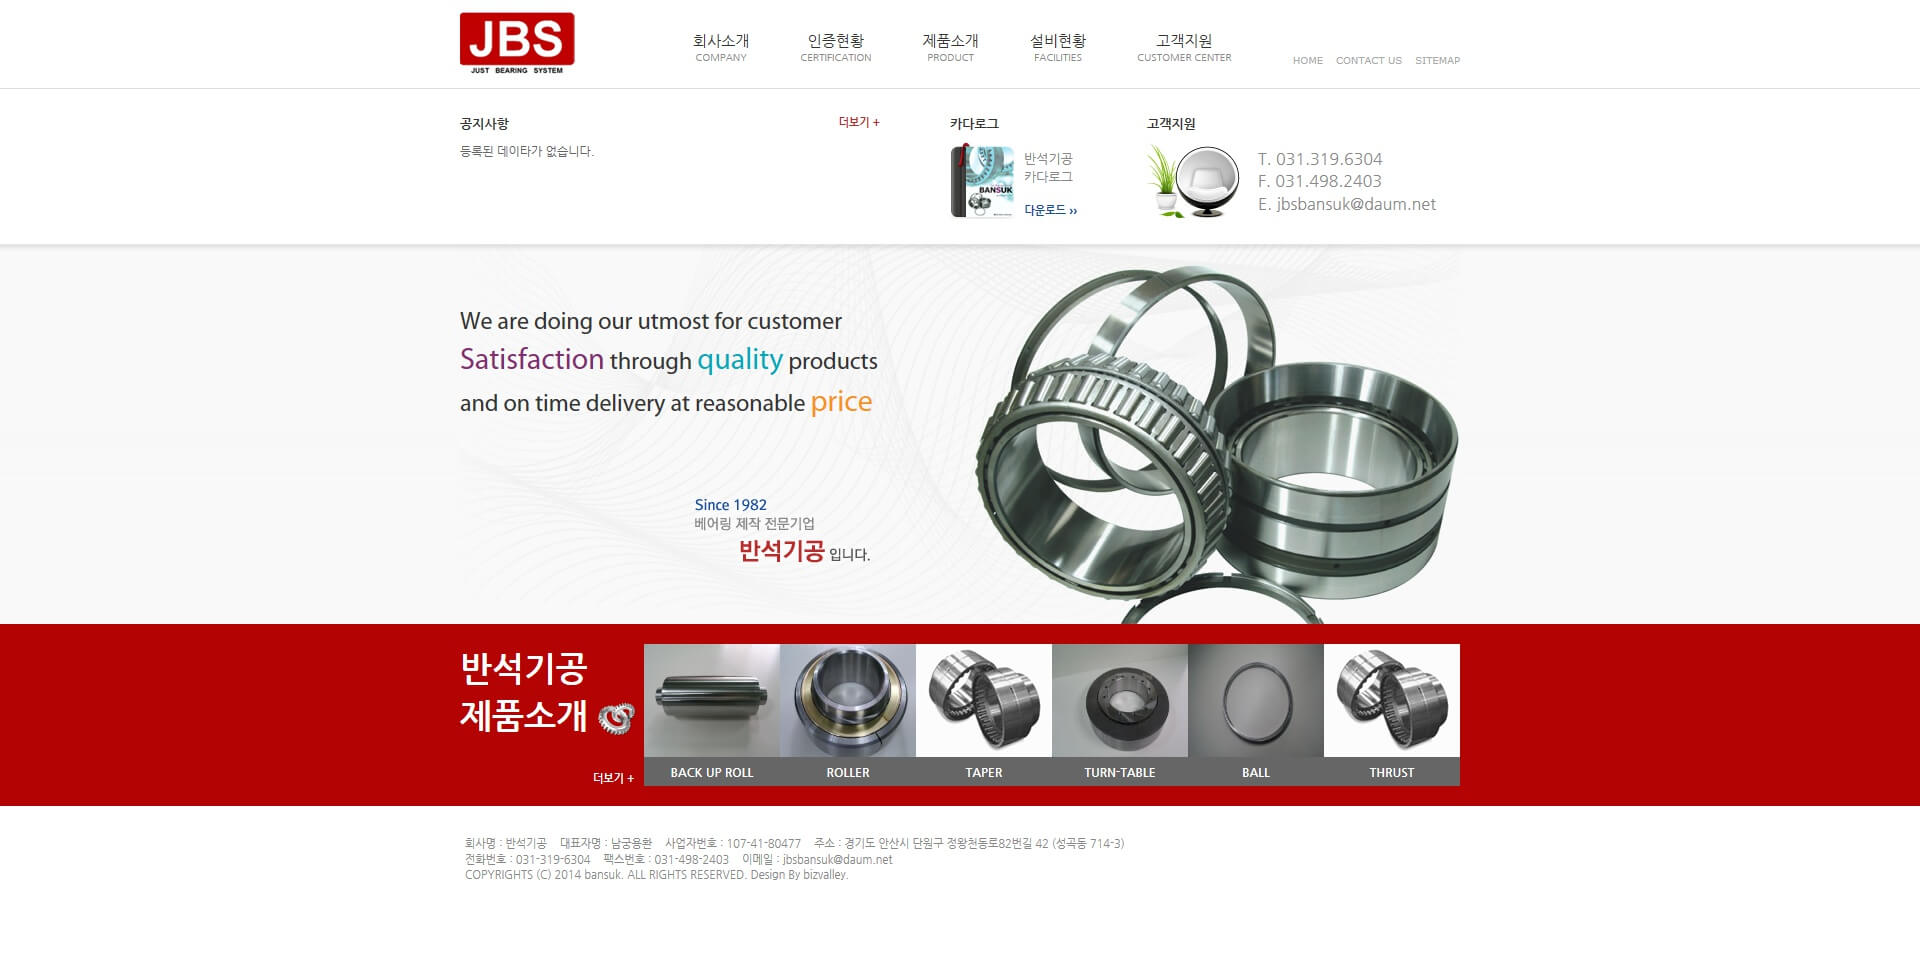 JBS
JUST BEARING SYSTEM
회사소개
COMPANY
인증현황
CERTIFICATION
제품소개
PRODUCT
설비현황
FACILITIES
고객지원
CUSTOMER CENTER
HOME
CONTACT US
SITEMAP
공지사항
더보기 +
등록된 데이타가 없습니다.
카다로그
BANSUK
반석기공
카다로그
다운로드 ››
고객지원
T. 031.319.6304
F. 031.498.2403
E. jbsbansuk@daum.net
We are doing our utmost for customer
Satisfaction through quality products
and on time delivery at reasonable price
Since 1982
베어링 제작 전문기업
반석기공 입니다.
반석기공
제품소개
더보기 +
BACK UP ROLL
ROLLER
TAPER
TURN-TABLE
BALL
THRUST
회사명 : 반석기공 대표자명 : 남궁용환 사업자번호 : 107-41-80477 주소 : 경기도 안산시 단원구 정왕천동로82번길 42 (성곡동 714-3)
전화번호 : 031-319-6304 팩스번호 : 031-498-2403 이메일 : jbsbansuk@daum.net
COPYRIGHTS (C) 2014 bansuk. ALL RIGHTS RESERVED. Design By bizvalley.